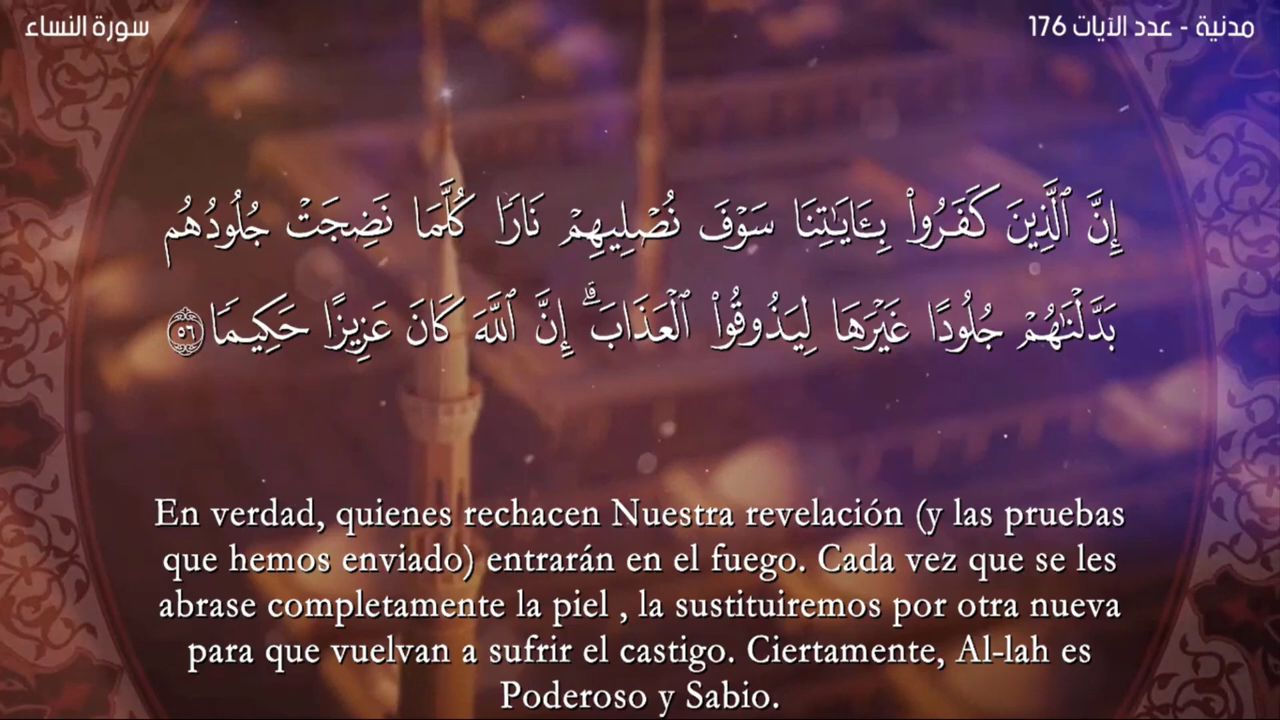 سورة النساء
مدنية - عدد الآيات 176
إِنَّ ٱلَّذِينَ كَفَرُوا۟ بِـَٔايَـٰتِنَا سَوْفَ نُصْلِيهِمْ نَارًا كُلَّمَا نَضِجَتْ جُلُودُهُم
بَدَّلْنَـٰهُمْ جُلُودًا غَيْرَهَا لِيَذُوقُوا۟ ٱلْعَذَابَ ۗ إِنَّ ٱللَّهَ كَانَ عَزِيزًا حَكِيمًا ٥٦
En verdad, quienes rechacen Nuestra revelación (y las pruebas
que hemos enviado) entrarán en el fuego. Cada vez que se les
abrase completamente la piel , la sustituiremos por otra nueva
para que vuelvan a sufrir el castigo. Ciertamente, Al-lah es
Poderoso y Sabio.